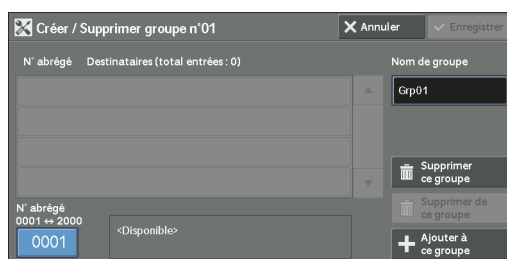 Créer / Supprimer groupe n°01
Annuler
Enregistrer
N° abrégé Destinataires (total entrées : 0)
Nom de groupe
Grp01
Supprimer
ce groupe
Supprimer de
ce groupe
N° abrégé
0001 ↔ 2000
0001
<Disponible>
Ajouter à
ce groupe